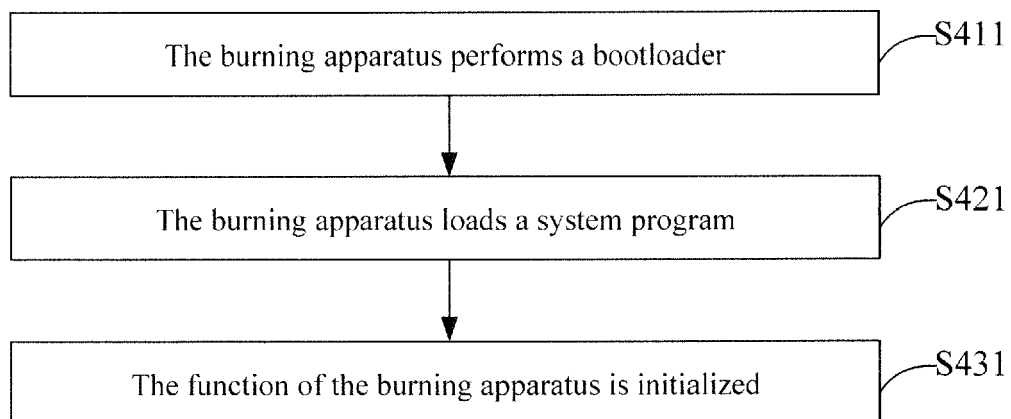 The burning apparatus performs a bootloader
S411
The burning apparatus loads a system program
S421
The function of the burning apparatus is initialized
S431